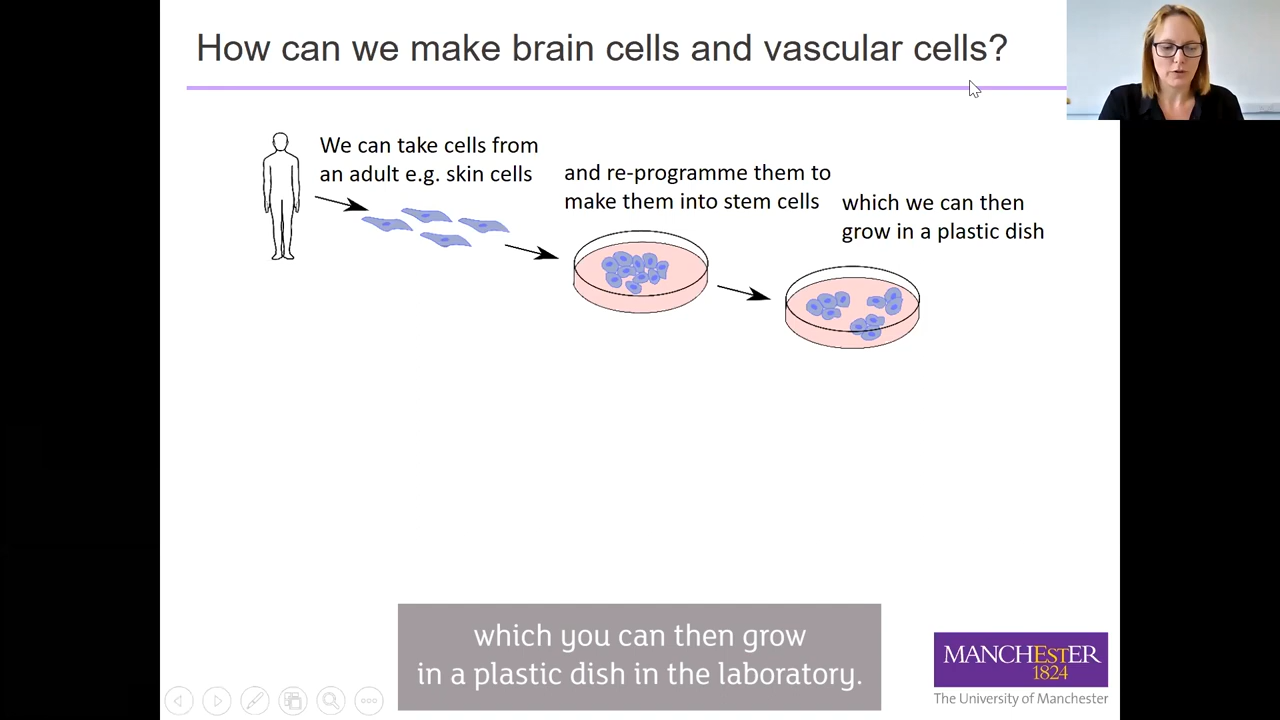 How can we make brain cells and vascular cells?
We can take cells from
an adult e.g. skin cells
and re-programme them to
make them into stem cells
which we can then
grow in a plastic dish
which you can then grow
in a plastic dish in the laboratory.
MANCHEstER
1824
The University of Manchester